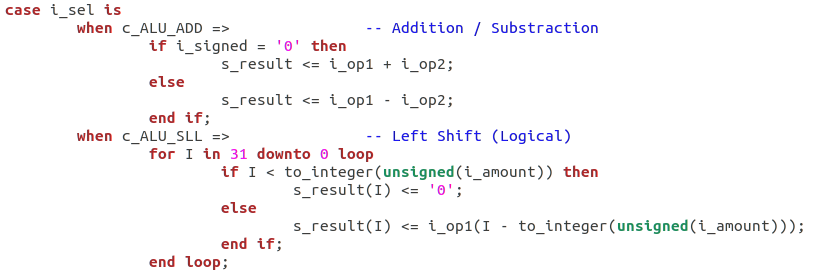 case i_sel is
        when c_ALU_ADD =>               -- Addition / Substraction
                if i_signed = '0' then
                        s_result <= i_op1 + i_op2;
                else
                        s_result <= i_op1 - i_op2;
                end if;
        when c_ALU_SLL =>               -- Left Shift (Logical)
                for I in 31 downto 0 loop
                        if I < to_integer(unsigned(i_amount)) then
                                s_result(I) <= '0';
                        else
                                s_result(I) <= i_op1(I - to_integer(unsigned(i_amount)));
                        end if;
                end loop;